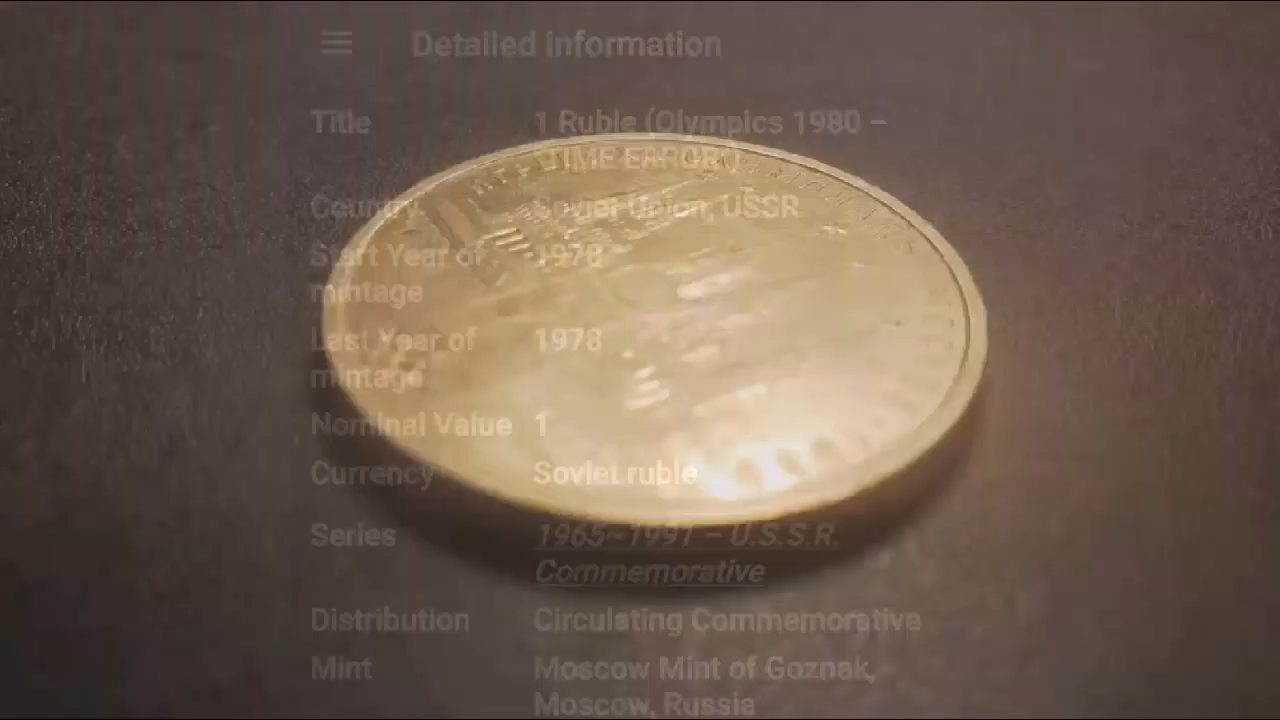 Detailed information
Title 1 Ruble (Olympics 1980 –
TIME ERROR)
Country Soviet Union, USSR
Start Year of 1978
mintage
Last Year of 1978
mintage
Nominal Value 1
Currency Soviet ruble
Series 1965~1991 - U.S.S.R.
Commemorative
Distribution Circulating Commemorative
Mint Moscow Mint of Goznak,
Moscow, Russia